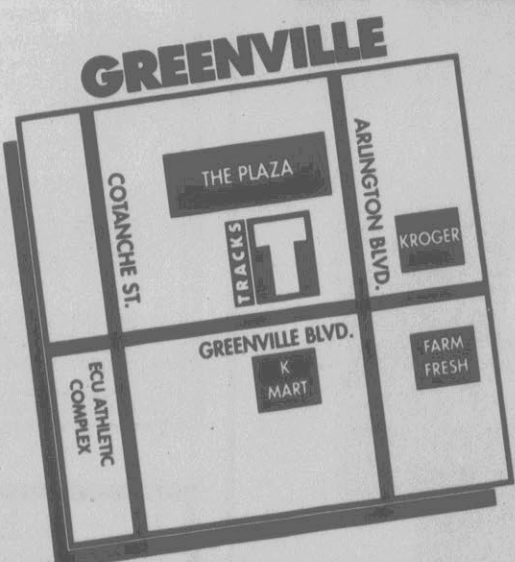 GREENVILLE
COTANCHE ST.
THE PLAZA
ARLINGTON BLVD.
KROGER
TRACKS
T
GREENVILLE BLVD.
K
MART
FARM
FRESH
ECU ATHLETIC
COMPLEX